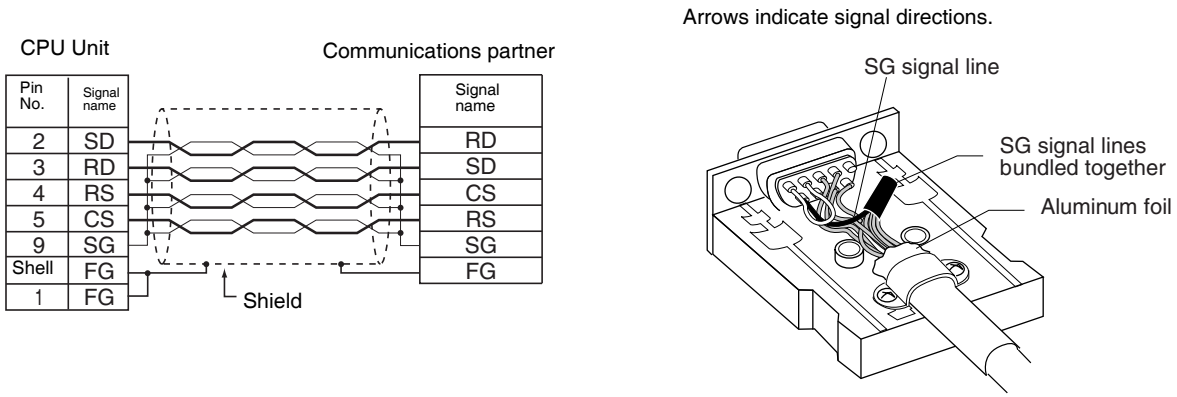 Arrows indicate signal directions.
CPU Unit
Communications partner
Pin No.
Signal name
Signal name
2 SD RD
3 RD SD
4 RS CS
5 CS RS
9 SG SG
Shell FG FG
1 FG
Shield
SG signal line
SG signal lines
bundled together
Aluminum foil